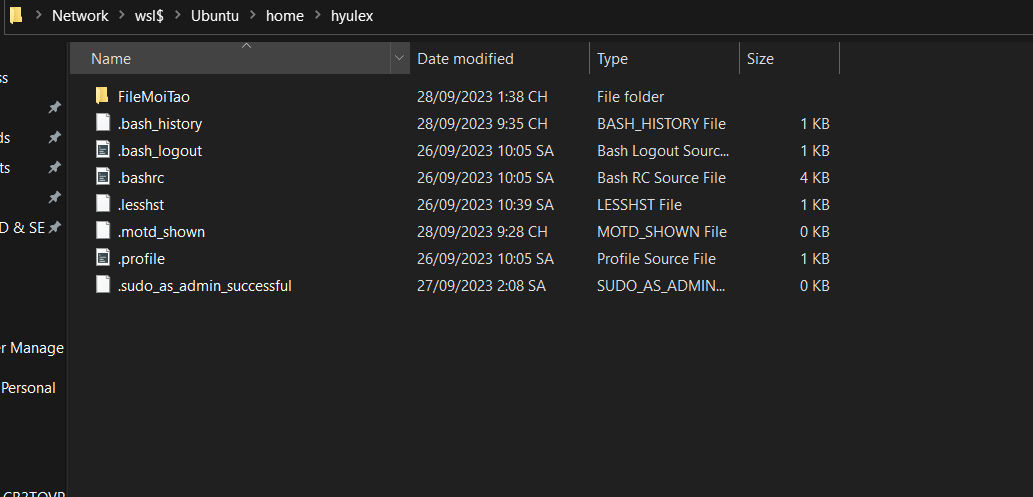 Network > wsl$ > Ubuntu > home > hyulex
Name Date modified Type Size
FileMoiTao 28/09/2023 1:38 CH File folder
.bash_history 28/09/2023 9:35 CH BASH_HISTORY File 1 KB
.bash_logout 26/09/2023 10:05 SA Bash Logout Sourc... 1 KB
.bashrc 26/09/2023 10:05 SA Bash RC Source File 4 KB
.lesshst 26/09/2023 10:39 SA LESSHST File 1 KB
.motd_shown 28/09/2023 9:28 CH MOTD_SHOWN File 0 KB
.profile 26/09/2023 10:05 SA Profile Source File 1 KB
.sudo_as_admin_successful 27/09/2023 2:08 SA SUDO_AS_ADMIN... 0 KB
ss
ds
ts
D & SE
r Manage
Personal